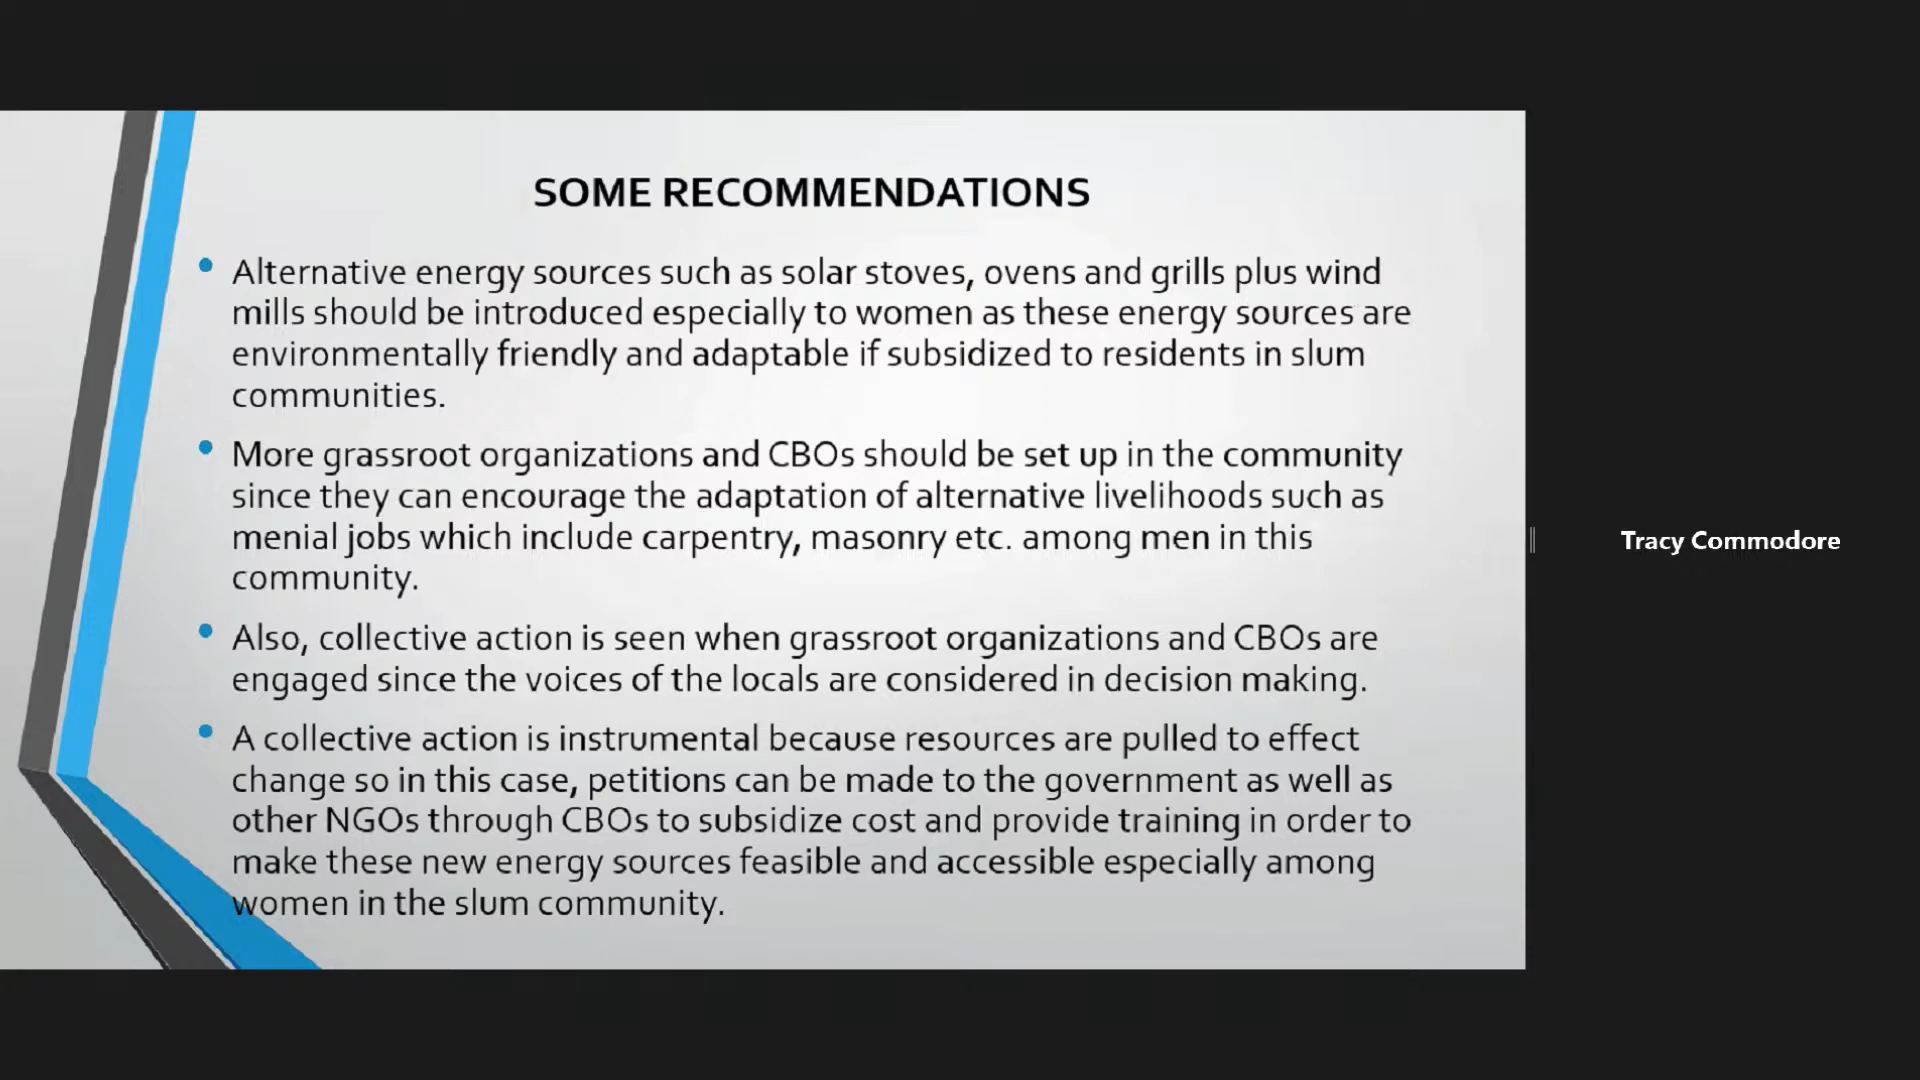 SOME RECOMMENDATIONS
• Alternative energy sources such as solar stoves, ovens and grills plus wind
mills should be introduced especially to women as these energy sources are
environmentally friendly and adaptable if subsidized to residents in slum
communities.
• More grassroot organizations and CBOs should be set up in the community
since they can encourage the adaptation of alternative livelihoods such as
menial jobs which include carpentry, masonry etc. among men in this
community.
• Also, collective action is seen when grassroot organizations and CBOs are
engaged since the voices of the locals are considered in decision making.
• A collective action is instrumental because resources are pulled to effect
change so in this case, petitions can be made to the government as well as
other NGOs through CBOs to subsidize cost and provide training in order to
make these new energy sources feasible and accessible especially among
women in the slum community.
Tracy Commodore